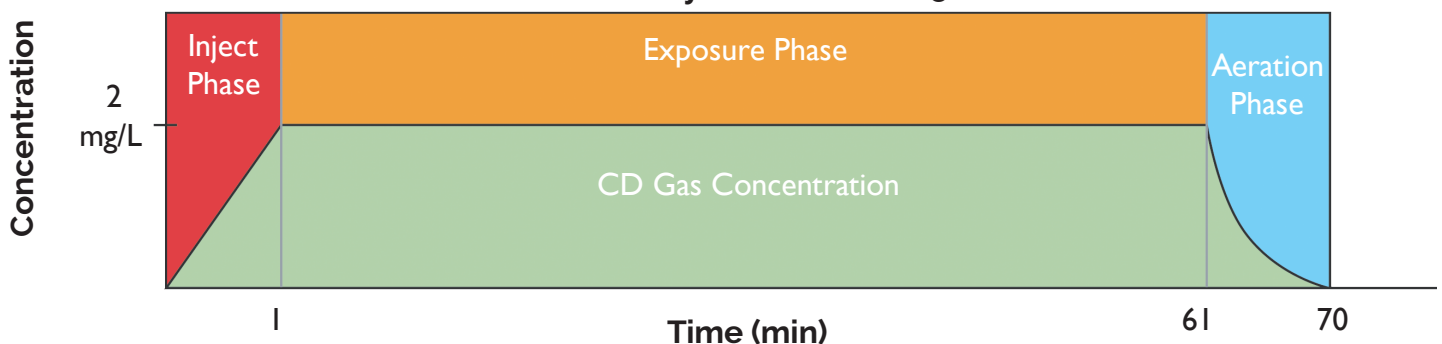 Inject
Phase
Exposure Phase
Aeration
Phase
Concentration
2
mg/L
CD Gas Concentration
1
61
70
Time (min)